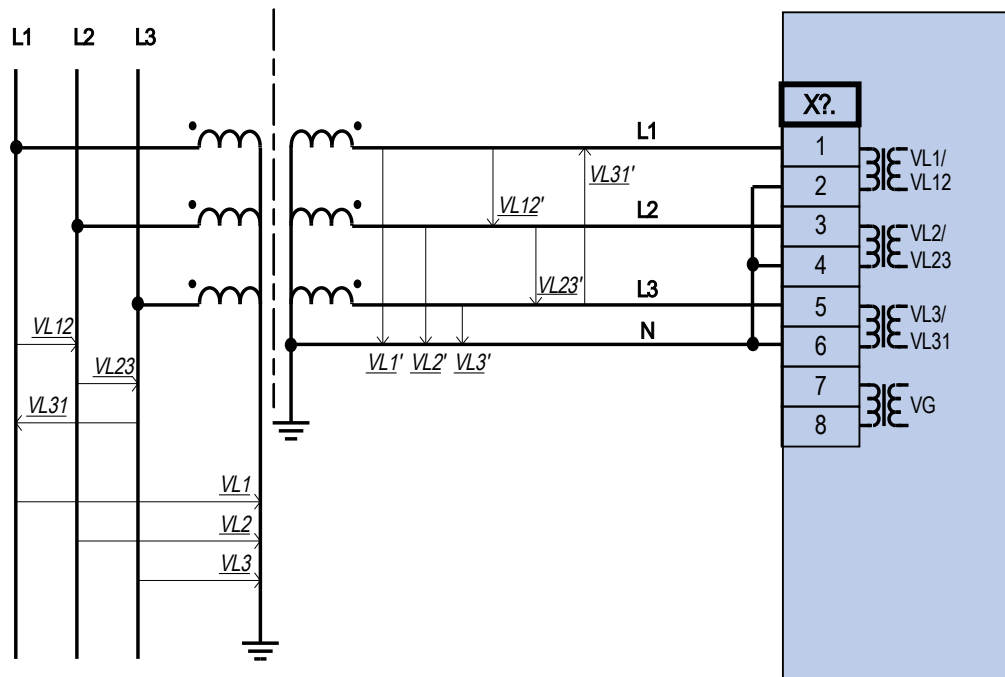 L1 L2 L3
X?.
L1
1
VL1/
VL12
VL31'
2
VL12'
L2
3
VL2/
VL23
4
VL23'
L3
5
VL3/
VL31
VL12
N
6
VL1' VL2' VL3'
VL23
7
VG
VL31
8
VL1
VL2
VL3